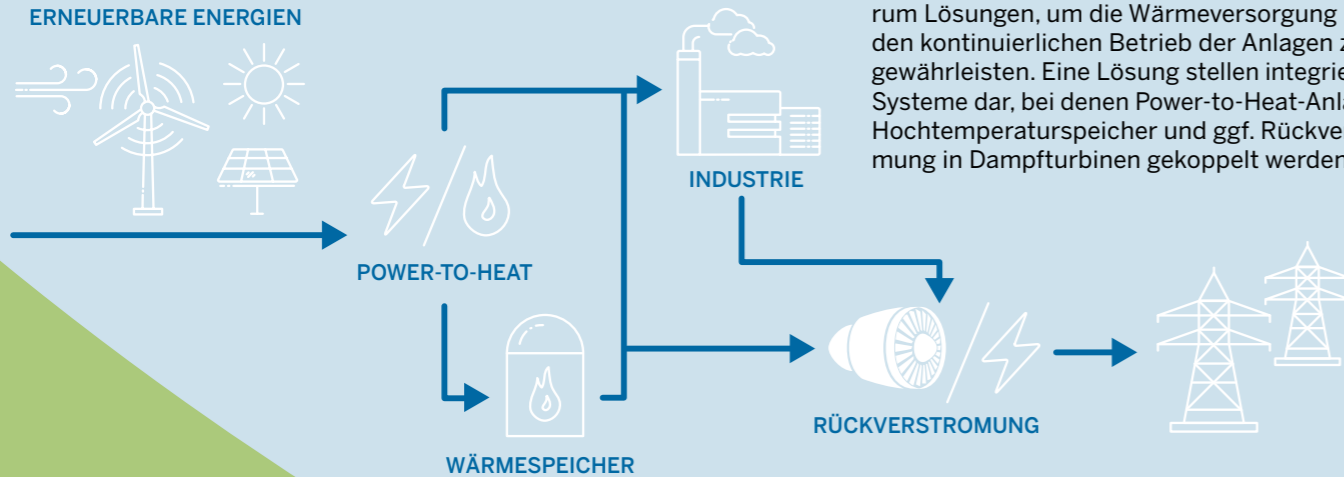 ERNEUERBARE ENERGIEN
rum Lösungen, um die Wärmeversorgung
den kontinuierlichen Betrieb der Anlagen z
gewährleisten. Eine Lösung stellen integrie
Systeme dar, bei denen Power-to-Heat-Anla
Hochtemperaturspeicher und ggf. Rückver
mung in Dampfturbinen gekoppelt werden
INDUSTRIE
POWER-TO-HEAT
RÜCKVERSTROMUNG
WÄRMESPEICHER